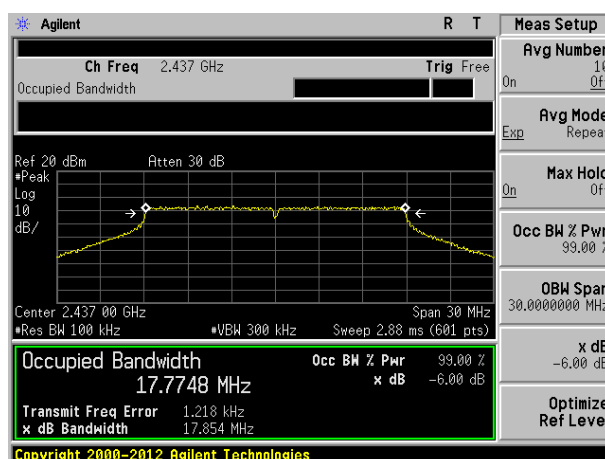 Agilent R T Meas Setup
Avg Number
10
On Off
Ch Freq 2.437 GHz Trig Free
Occupied Bandwidth
Avg Mode
Exp Repeat
Ref 20 dBm Atten 30 dB
#Peak
Log
10
dB/
Max Hold
On Off
Occ BW % Pwr
99.00 %
OBW Span
30.0000000 MHz
Center 2.437 00 GHz Span 30 MHz
#Res BW 100 kHz #VBW 300 kHz Sweep 2.88 ms (601 pts)
Occupied Bandwidth Occ BW % Pwr 99.00 %
17.7748 MHz x dB -6.00 dB
Transmit Freq Error 1.218 kHz
x dB Bandwidth 17.854 MHz
x dB
-6.00 dB
Optimize
Ref Level
Copyright 2000-2012 Agilent Technologies